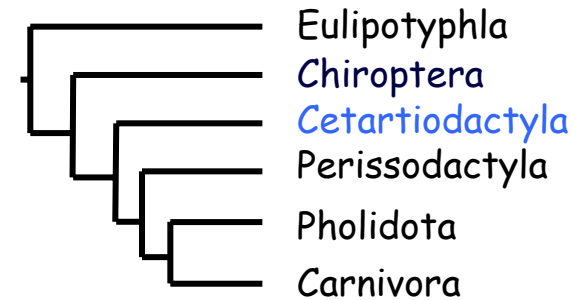 Eulipotyphla
Chiroptera
Cetartiodactyla
Perissodactyla
Pholidota
Carnivora